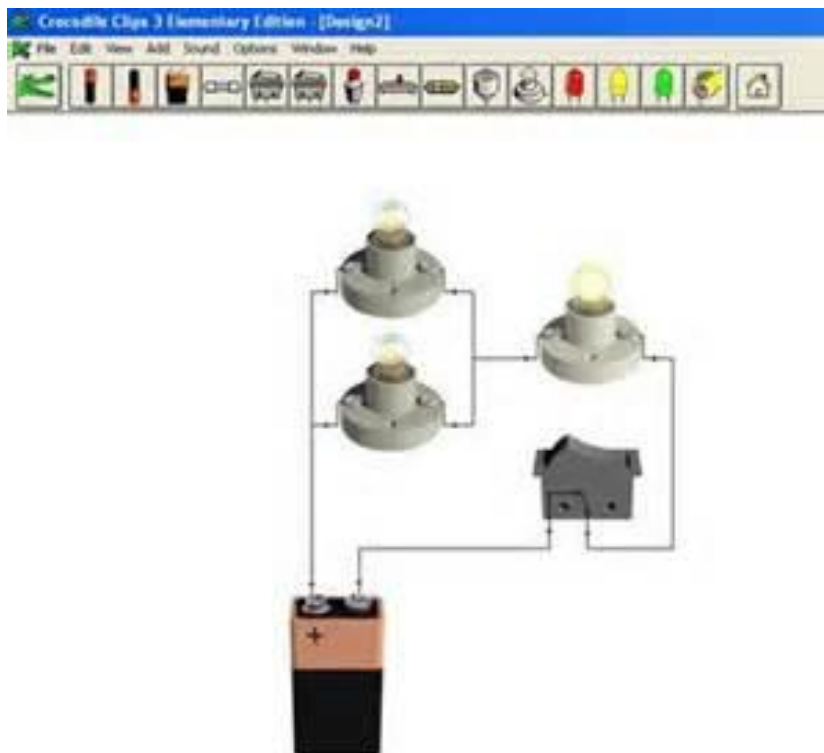 Crocodile Clips 3 Elementary Edition - [Design2]
File Edit View Add Sound Options Window Help
+